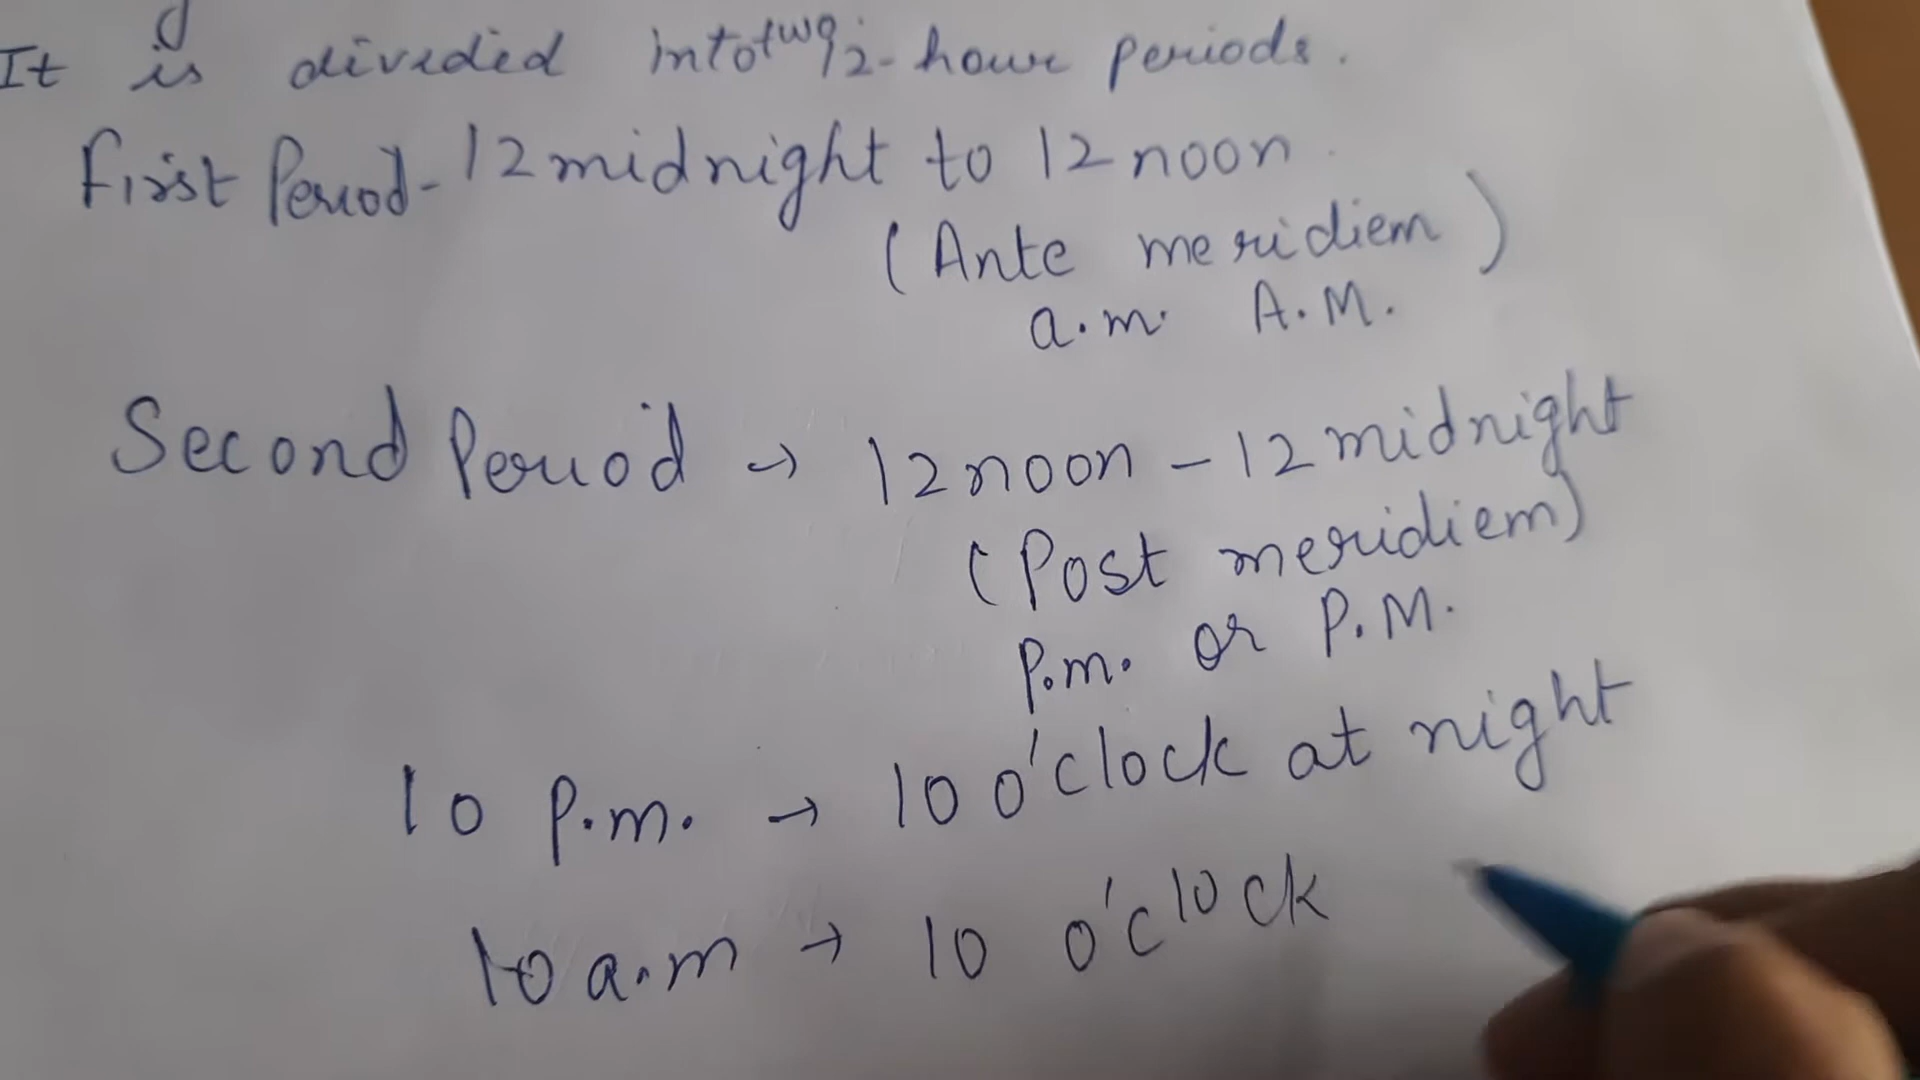 It is divided into two 12-hour periods.
First Period - 12 midnight to 12 noon
(Ante meridiem)
a.m. A.M.
Second Period → 12 noon - 12 midnight
(Post meridiem)
P.m. or P.M.
10 P.m. → 10 o'clock at night
10 a.m → 10 o'clock